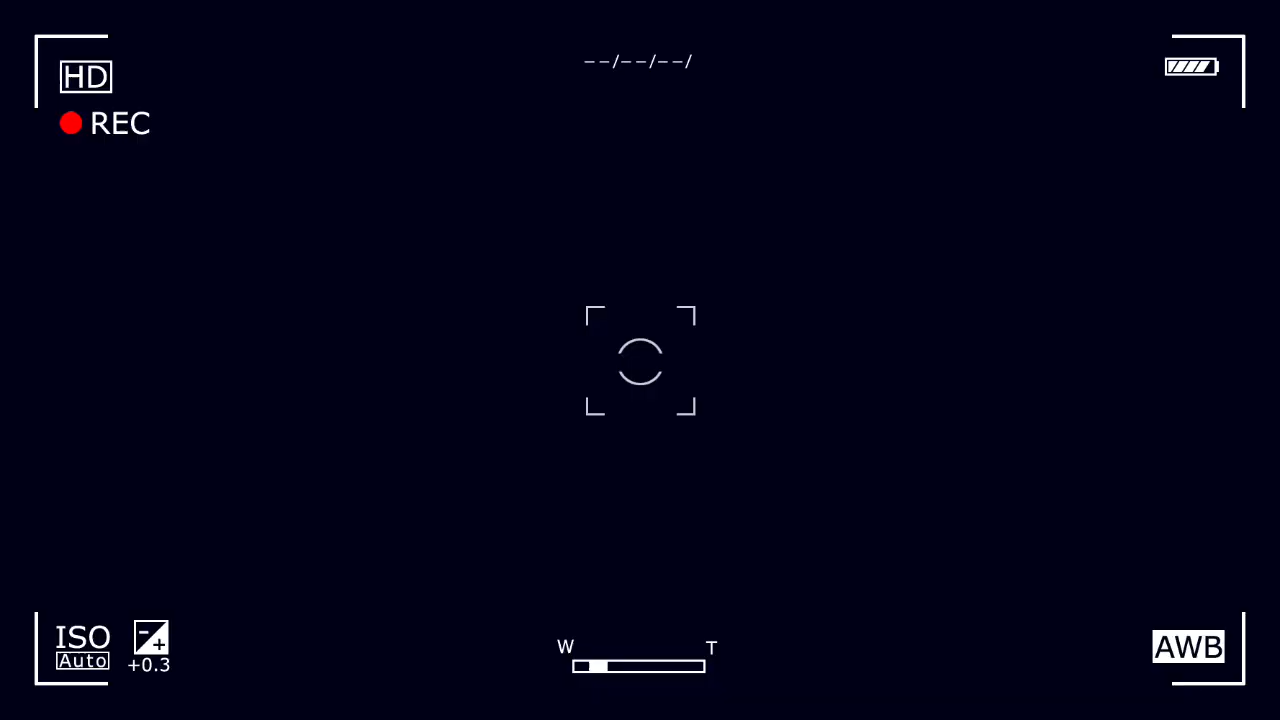 --/--/--/
HD
REC
ISO
Auto
- +
+0.3
W T
AWB